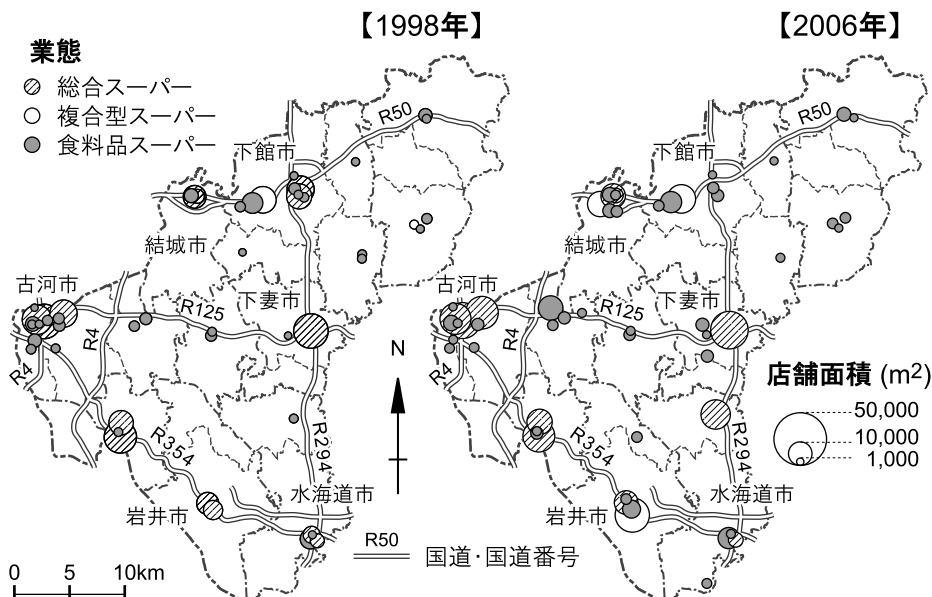 【1998年】
業態
総合スーパー
複合型スーパー
食料品スーパー
R50
下館市
結城市
古河市
R125
下妻市
R4
R4
N
R354
R294
水海道市
岩井市
R50
国道・国道番号
0 5 10km
【2006年】
R50
下館市
結城市
古河市
R125
下妻市
R4
R4
店舗面積 (m2)
50,000
10,000
1,000
R354
R294
水海道市
岩井市